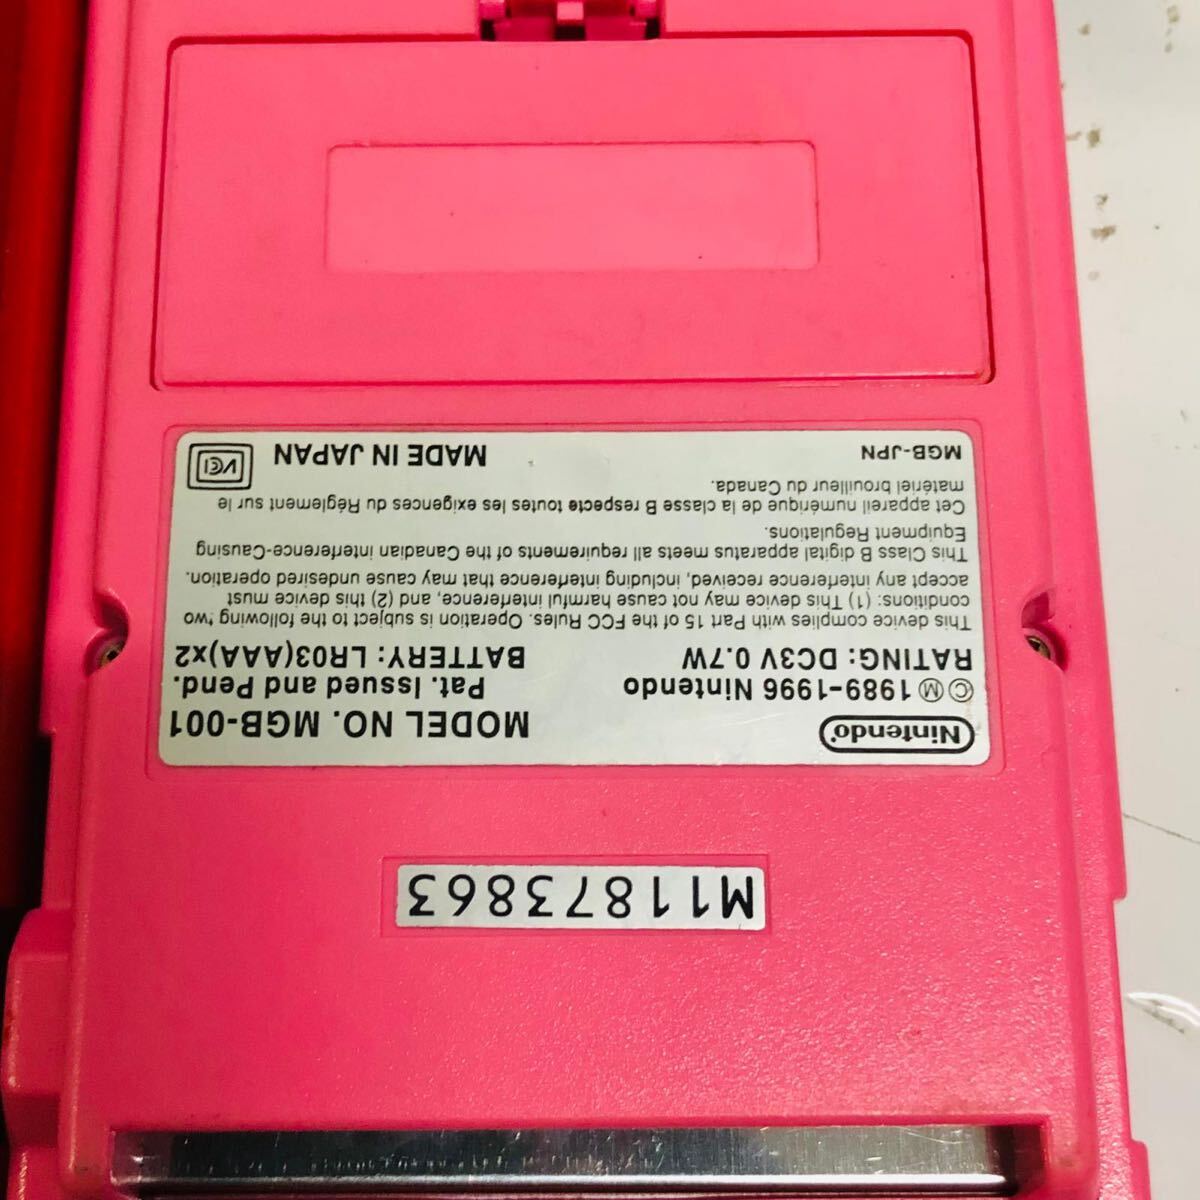 M11873863
Nintendo
MODEL NO. MGB-001
ⒸⓂ 1989-1996 Nintendo
Pat. Issued and Pend.
RATING: DC3V 0.7W
BATTERY: LR03(AAA)x2
This device complies with Part 15 of the FCC Rules. Operation is subject to the following two
conditions: (1) This device may not cause harmful interference, and (2) this device must
accept any interference received, including interference that may cause undesired operation.
This Class B digital apparatus meets all requirements of the Canadian Interference-Causing
Equipment Regulations.
Cet appareil numérique de la classe B respecte toutes les exigences du Réglement sur le
matériel brouilleur du Canada.
MGB-JPN
MADE IN JAPAN
VCI